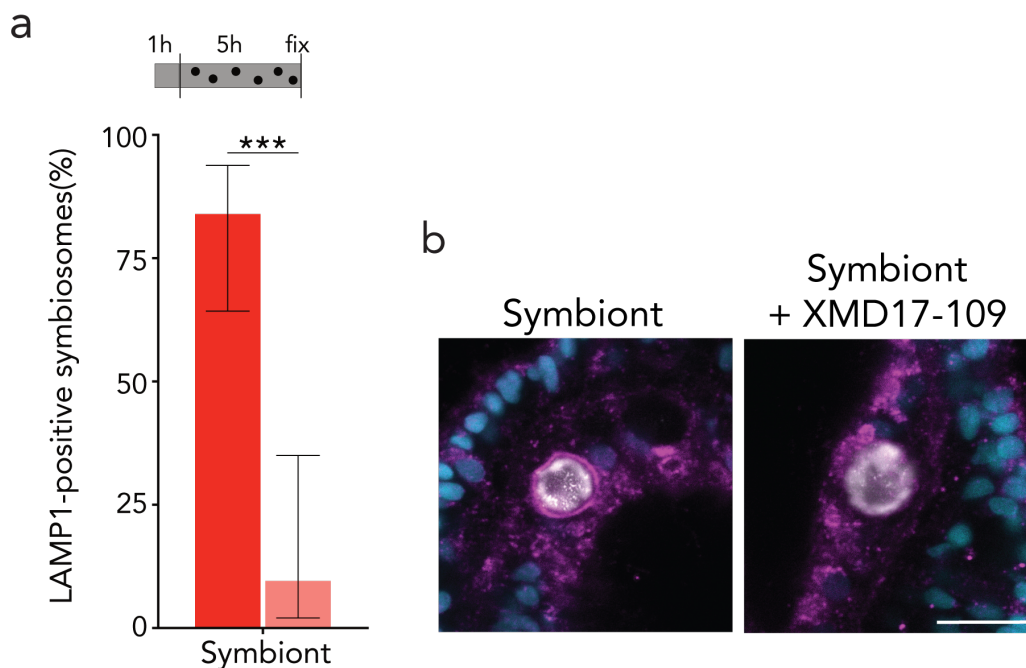 a
1h 5h fix
***
100
75
50
25
0
LAMP1-positive symbiosomes(%)
Symbiont
b
Symbiont
Symbiont
+ XMD17-109